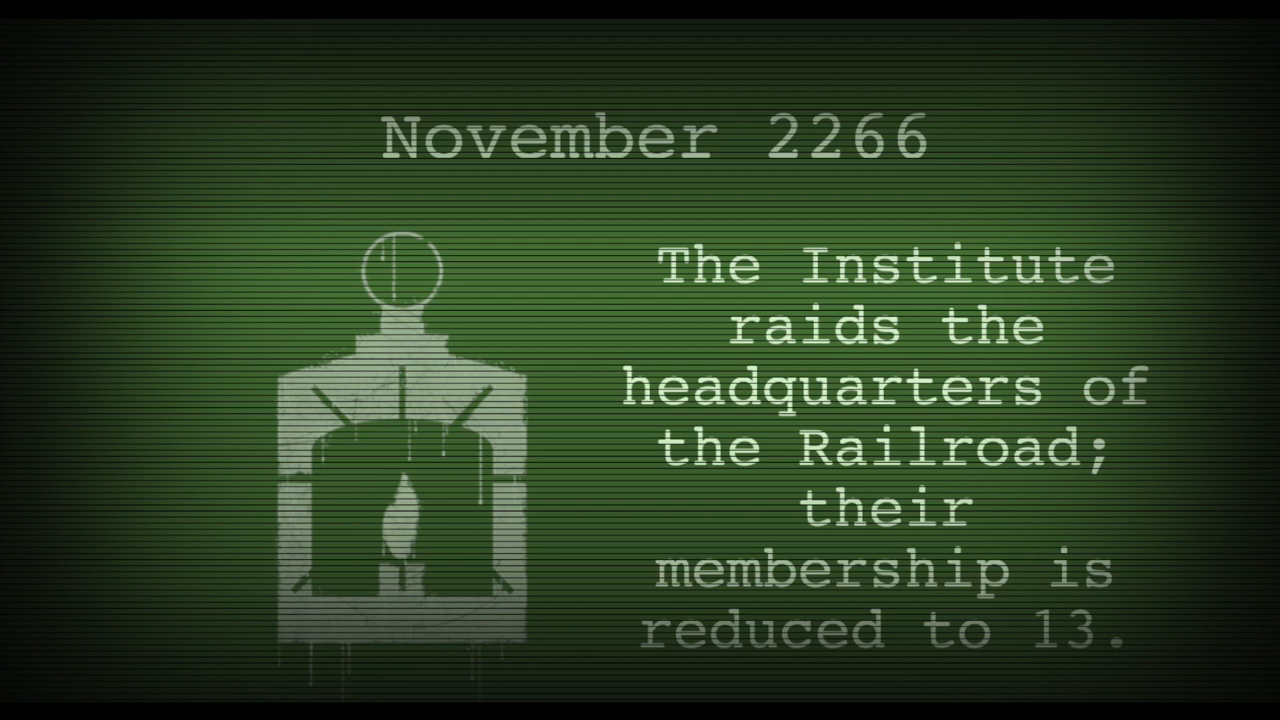 November 2266
The Institute
raids the
headquarters of
the Railroad;
their
membership is
reduced to 13.